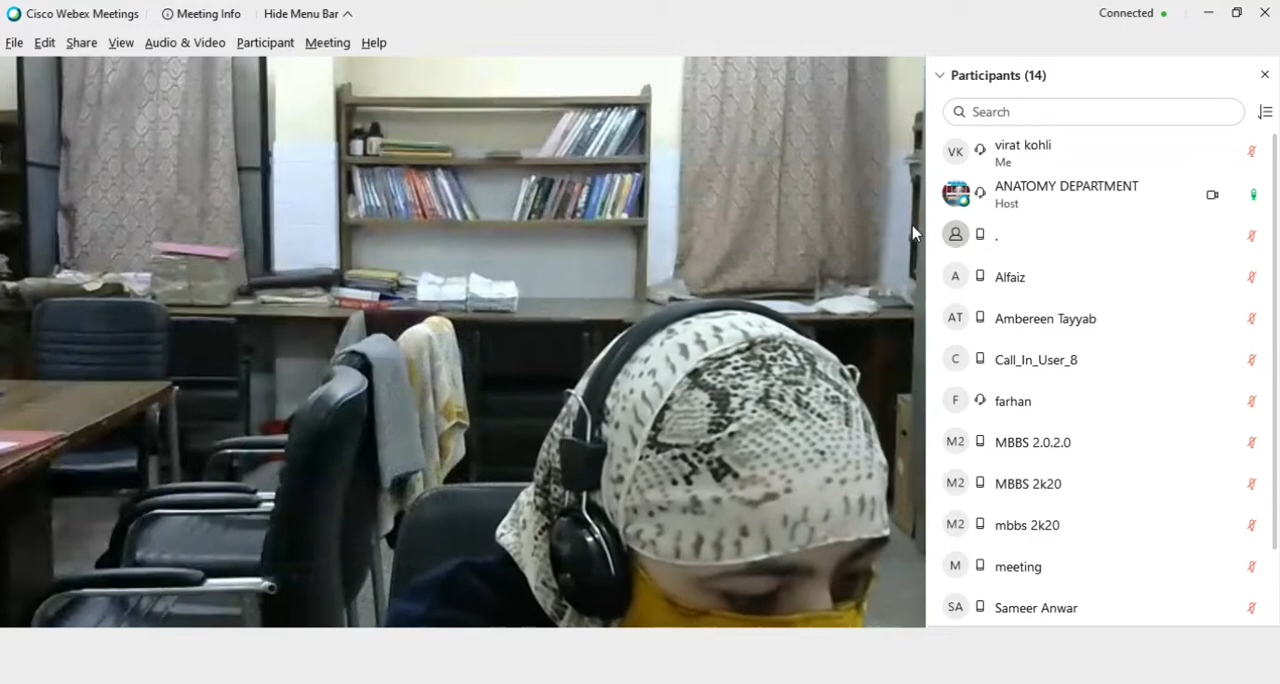 Cisco Webex Meetings
Meeting Info
Hide Menu Bar
Connected
File Edit Share View Audio & Video Participant Meeting Help
Participants (14)
Search
VK virat kohli
Me
ANATOMY DEPARTMENT
Host
.
A Alfaiz
AT Ambereen Tayyab
C Call_In_User_8
F farhan
M2 MBBS 2.0.2.0
M2 MBBS 2k20
M2 mbbs 2k20
M meeting
SA Sameer Anwar